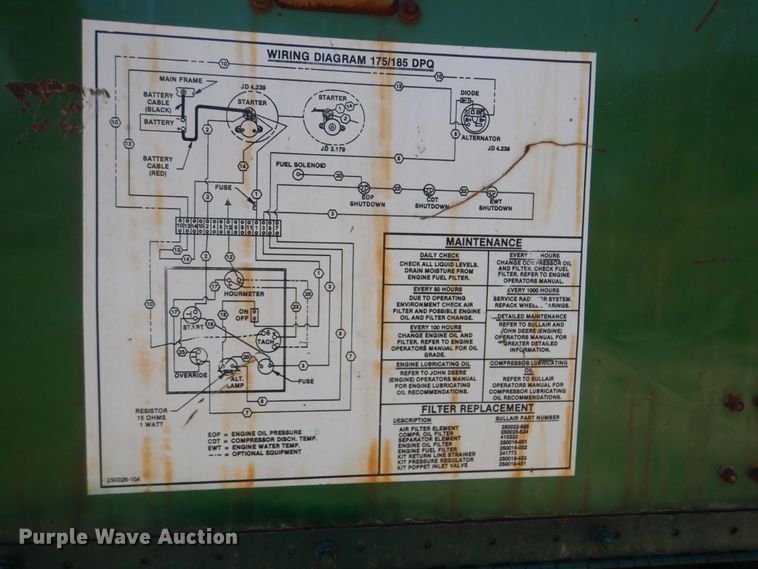 WIRING DIAGRAM 175/185 DPQ
MAIN FRAME
BATTERY
CABLE
(BLACK)
BATTERY
BATTERY
CABLE
(RED)
JD 4.239
STARTER
STARTER
JD 3.179
DIODE
ALTERNATOR
JD 4.239
FUEL SOLENOID
FUSE
EOP
SHUTDOWN
CDT
SHUTDOWN
EWT
SHUTDOWN
HOURMETER
ON
OFF
START
TACH
OVERRIDE
ALT.
LAMP
FUSE
RESISTOR
15 OHMS
1 WATT
EOP = ENGINE OIL PRESSURE
CDT = COMPRESSOR DISCH. TEMP.
EWT = ENGINE WATER TEMP.
= OPTIONAL EQUIPMENT
250026-104
MAINTENANCE
DAILY CHECK
CHECK ALL LIQUID LEVELS.
DRAIN MOISTURE FROM
ENGINE FUEL FILTER.
EVERY 50 HOURS
DUE TO OPERATING
ENVIRONMENT CHECK AIR
FILTER AND POSSIBLE ENGINE
OIL AND FILTER CHANGE.
EVERY 100 HOURS
CHANGE ENGINE OIL AND
FILTER. REFER TO ENGINE
OPERATORS MANUAL FOR OIL
GRADE.
ENGINE LUBRICATING OIL
REFER TO JOHN DEERE
(ENGINE) OPERATORS MANUAL
FOR ENGINE LUBRICATING
OIL RECOMMENDATIONS.
EVERY HOURS
CHANGE COMPRESSOR OIL
AND FILTER. CHECK FUEL
FILTER. REFER TO ENGINE
OPERATORS MANUAL.
EVERY 1000 HOURS
SERVICE RADIATOR SYSTEM.
REPACK WHEEL BEARINGS.
DETAILED MAINTENANCE
REFER TO SULLAIR AND
JOHN DEERE (ENGINE)
OPERATORS MANUAL FOR
GREATER DETAILED
INFORMATION.
COMPRESSOR LUBRICATING
OIL
REFER TO SULLAIR
OPERATORS MANUAL FOR
COMPRESSOR LUBRICATING
OIL RECOMMENDATIONS.
FILTER REPLACEMENT
DESCRIPTION SULLAIR PART NUMBER
AIR FILTER ELEMENT
COMPR. OIL FILTER
SEPARATOR ELEMENT
ENGINE OIL FILTER
ENGINE FUEL FILTER
KIT RETURN LINE STRAINER 241772
KIT PRESSURE REGULATOR
KIT POPPET INLET VALVE
Purple Wave Auction